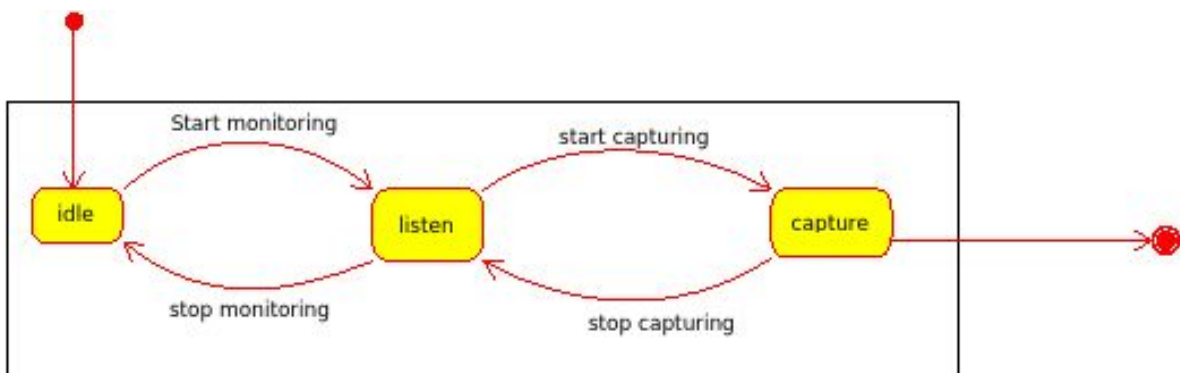 Start monitoring
start capturing
idle
listen
capture
stop monitoring
stop capturing